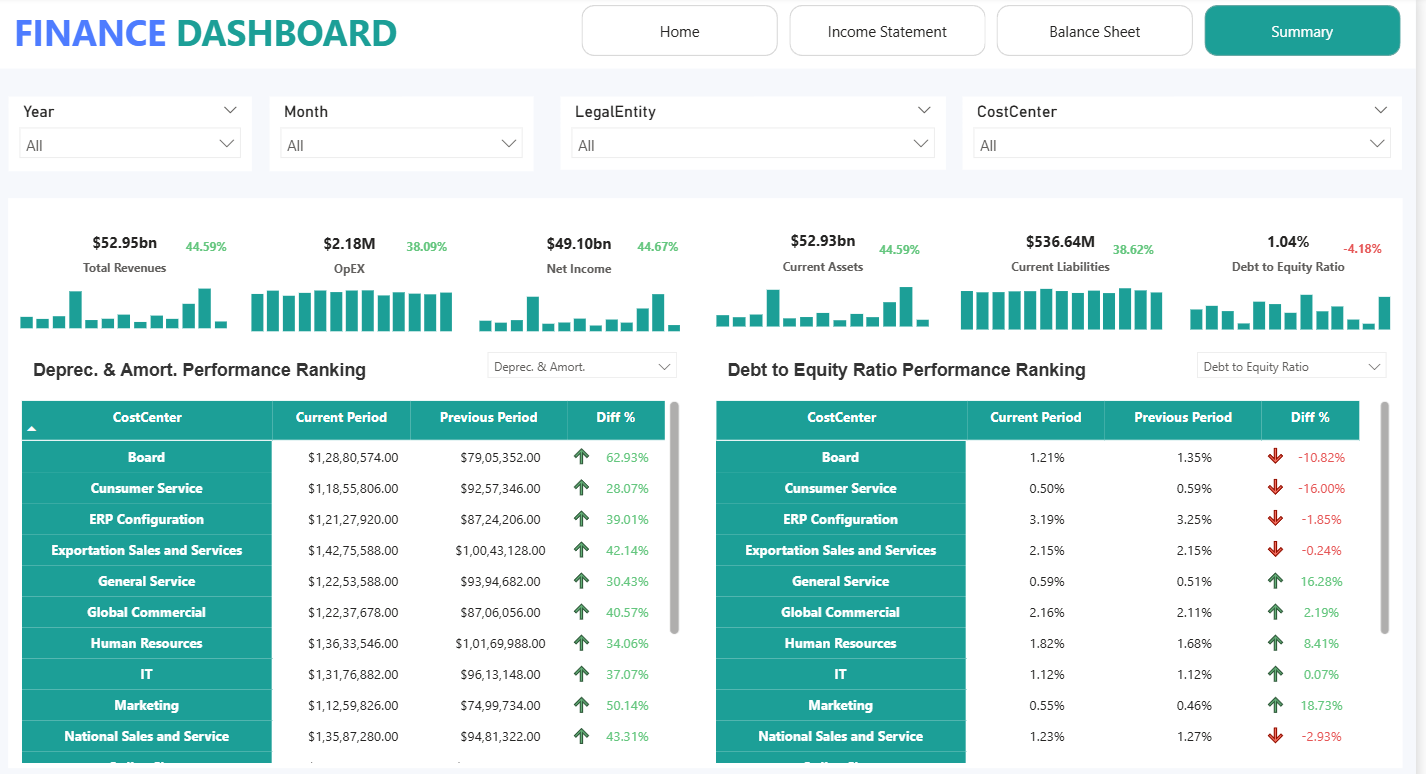 FINANCE DASHBOARD
Home Income Statement Balance Sheet Summary
Year Month LegalEntity CostCenter
All All All All
$52.95bn 44.59% $2.18M 38.09% $49.10bn 44.67% $52.93bn 44.59% $536.64M 38.62% 1.04% -4.18%
Total Revenues OpEX Net Income Current Assets Current Liabilities Debt to Equity Ratio
Deprec. & Amort. Performance Ranking Deprec. & Amort. Debt to Equity Ratio Performance Ranking Debt to Equity Ratio
CostCenter Current Period Previous Period Diff % CostCenter Current Period Previous Period Diff %
Board $1,28,80,574.00 $79,05,352.00 62.93% Board 1.21% 1.35% -10.82%
Cunsumer Service $1,18,55,806.00 $92,57,346.00 28.07% Cunsumer Service 0.50% 0.59% -16.00%
ERP Configuration $1,21,27,920.00 $87,24,206.00 39.01% ERP Configuration 3.19% 3.25% -1.85%
Exportation Sales and Services $1,42,75,588.00 $1,00,43,128.00 42.14% Exportation Sales and Services 2.15% 2.15% -0.24%
General Service $1,22,53,588.00 $93,94,682.00 30.43% General Service 0.59% 0.51% 16.28%
Global Commercial $1,22,37,678.00 $87,06,056.00 40.57% Global Commercial 2.16% 2.11% 2.19%
Human Resources $1,36,33,546.00 $1,01,69,988.00 34.06% Human Resources 1.82% 1.68% 8.41%
IT $1,31,76,882.00 $96,13,148.00 37.07% IT 1.12% 1.12% 0.07%
Marketing $1,12,59,826.00 $74,99,734.00 50.14% Marketing 0.55% 0.46% 18.73%
National Sales and Service $1,35,87,280.00 $94,81,322.00 43.31% National Sales and Service 1.23% 1.27% -2.93%